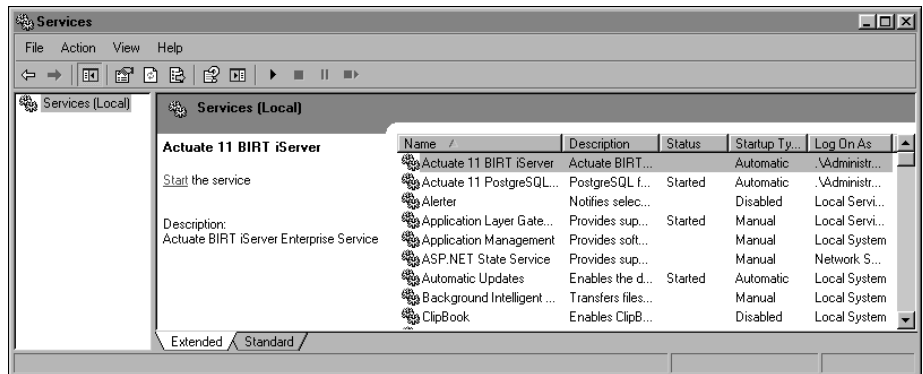 Services
File Action View Help
Services (Local)
Services (Local)
Actuate 11 BIRT iServer
Start the service
Description:
Actuate BIRT iServer Enterprise Service
Name Description Status Startup Ty... Log On As
Actuate 11 BIRT iServer Actuate BIRT... Automatic .\Administr...
Actuate 11 PostgreSQL... PostgreSQL f... Started Automatic .\Administr...
Alerter Notifies selec... Disabled Local Servi...
Application Layer Gate... Provides sup... Started Manual Local Servi...
Application Management Provides soft... Manual Local System
ASP.NET State Service Provides sup... Manual Network S...
Automatic Updates Enables the d... Started Automatic Local System
Background Intelligent ... Transfers files... Manual Local System
ClipBook Enables ClipB... Disabled Local System
Extended Standard